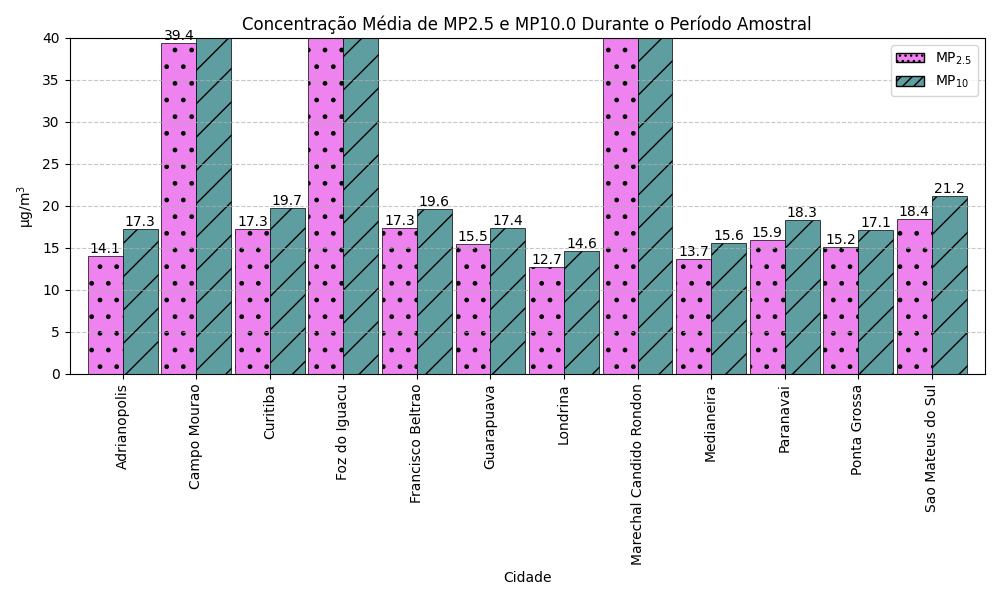 Concentração Média de MP2.5 e MP10.0 Durante o Período Amostral
µg/m³
40
35
30
25
20
15
10
5
0
MP₂.₅
MP₁₀
14.1
17.3
39.4
17.3
19.7
17.3
19.6
15.5
17.4
12.7
14.6
13.7
15.6
15.9
18.3
15.2
17.1
18.4
21.2
Adrianopolis
Campo Mourao
Curitiba
Foz do Iguacu
Francisco Beltrao
Guarapuava
Londrina
Marechal Candido Rondon
Medianeira
Paranavai
Ponta Grossa
Sao Mateus do Sul
Cidade